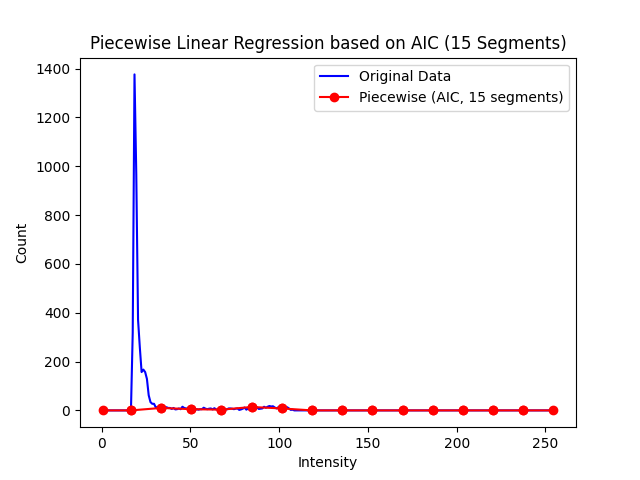 Piecewise Linear Regression based on AIC (15 Segments)
Original Data
Piecewise (AIC, 15 segments)
Count
1400
1200
1000
800
600
400
200
0
0 50 100 150 200 250
Intensity